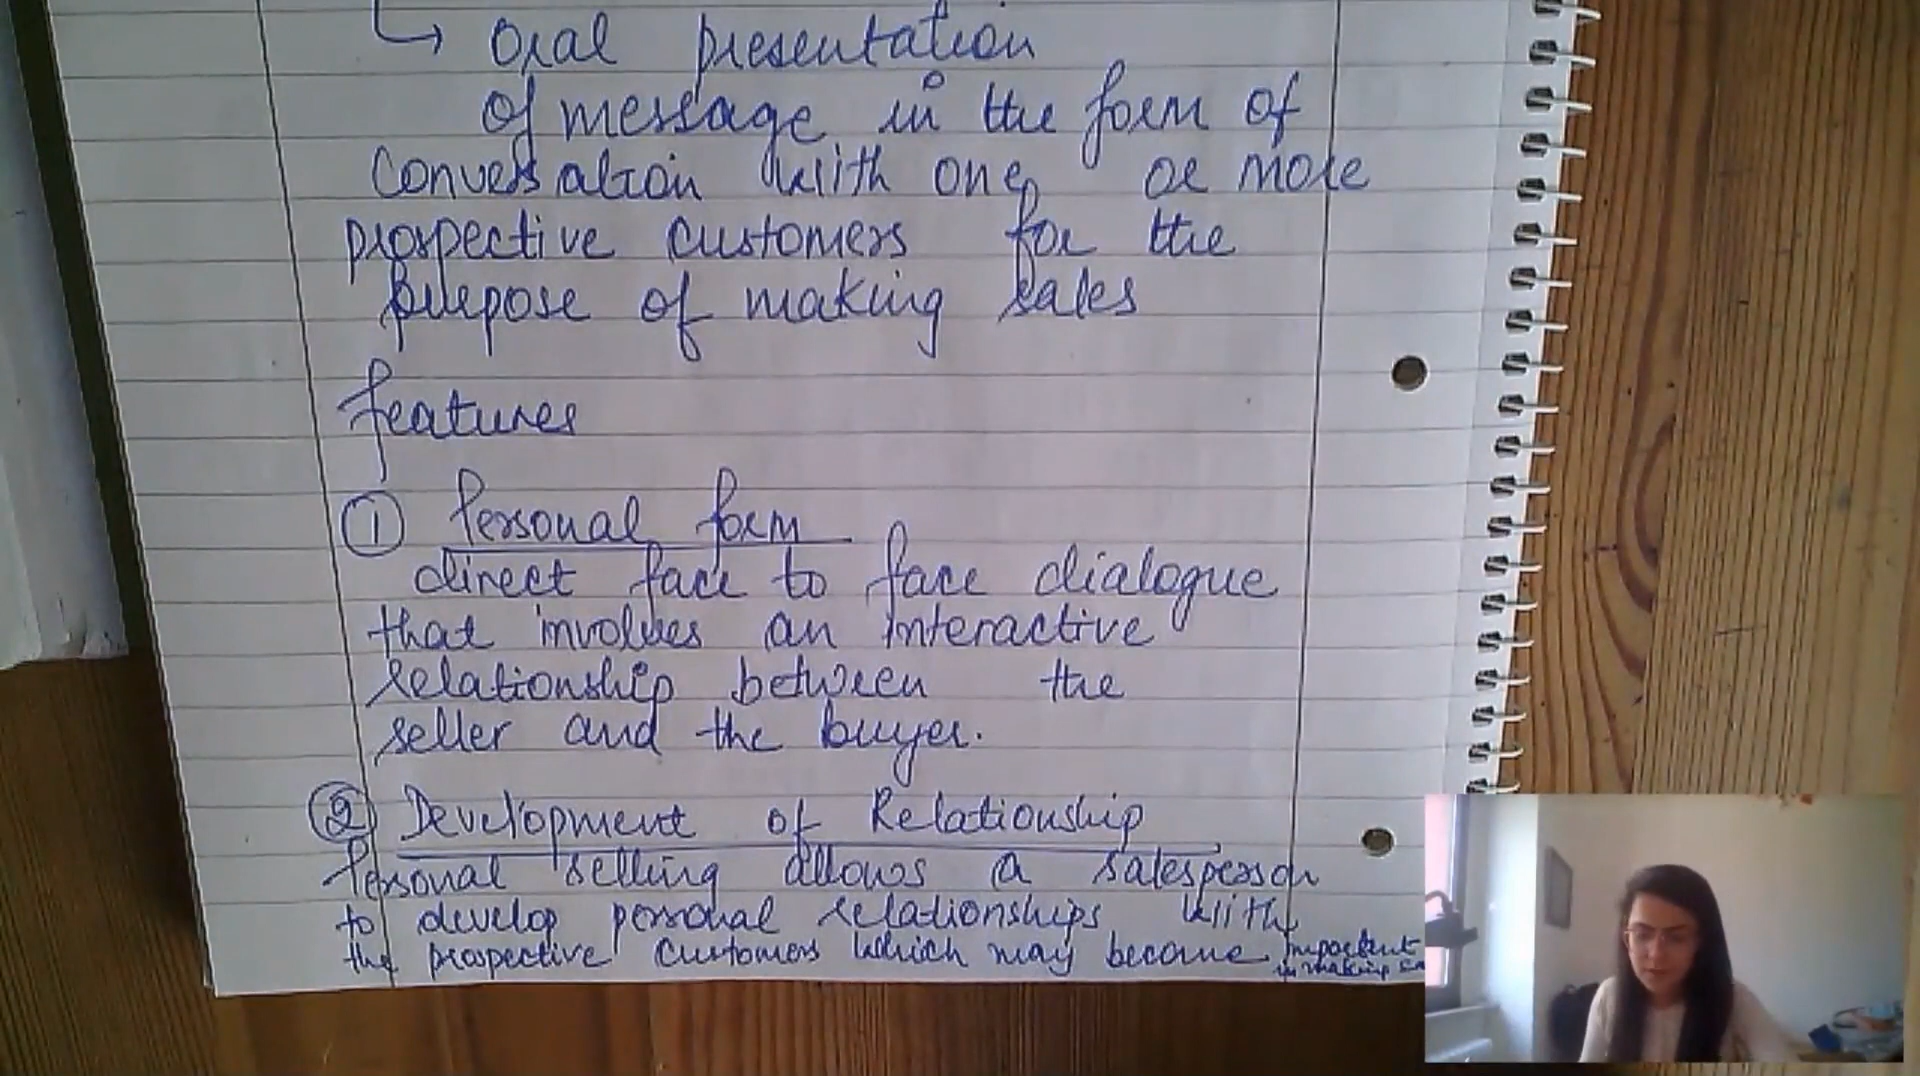 ↳ Oral presentation
of message in the form of
Conversation with one or more
prospective customers for the
purpose of making sales
features
① Personal form
direct face to face dialogue
that involves an interactive
relationship between the
seller and the buyer.
② Development of Relationship
Personal selling allows a salesperson
to develop personal relationships with
the prospective customers which may become important
in making